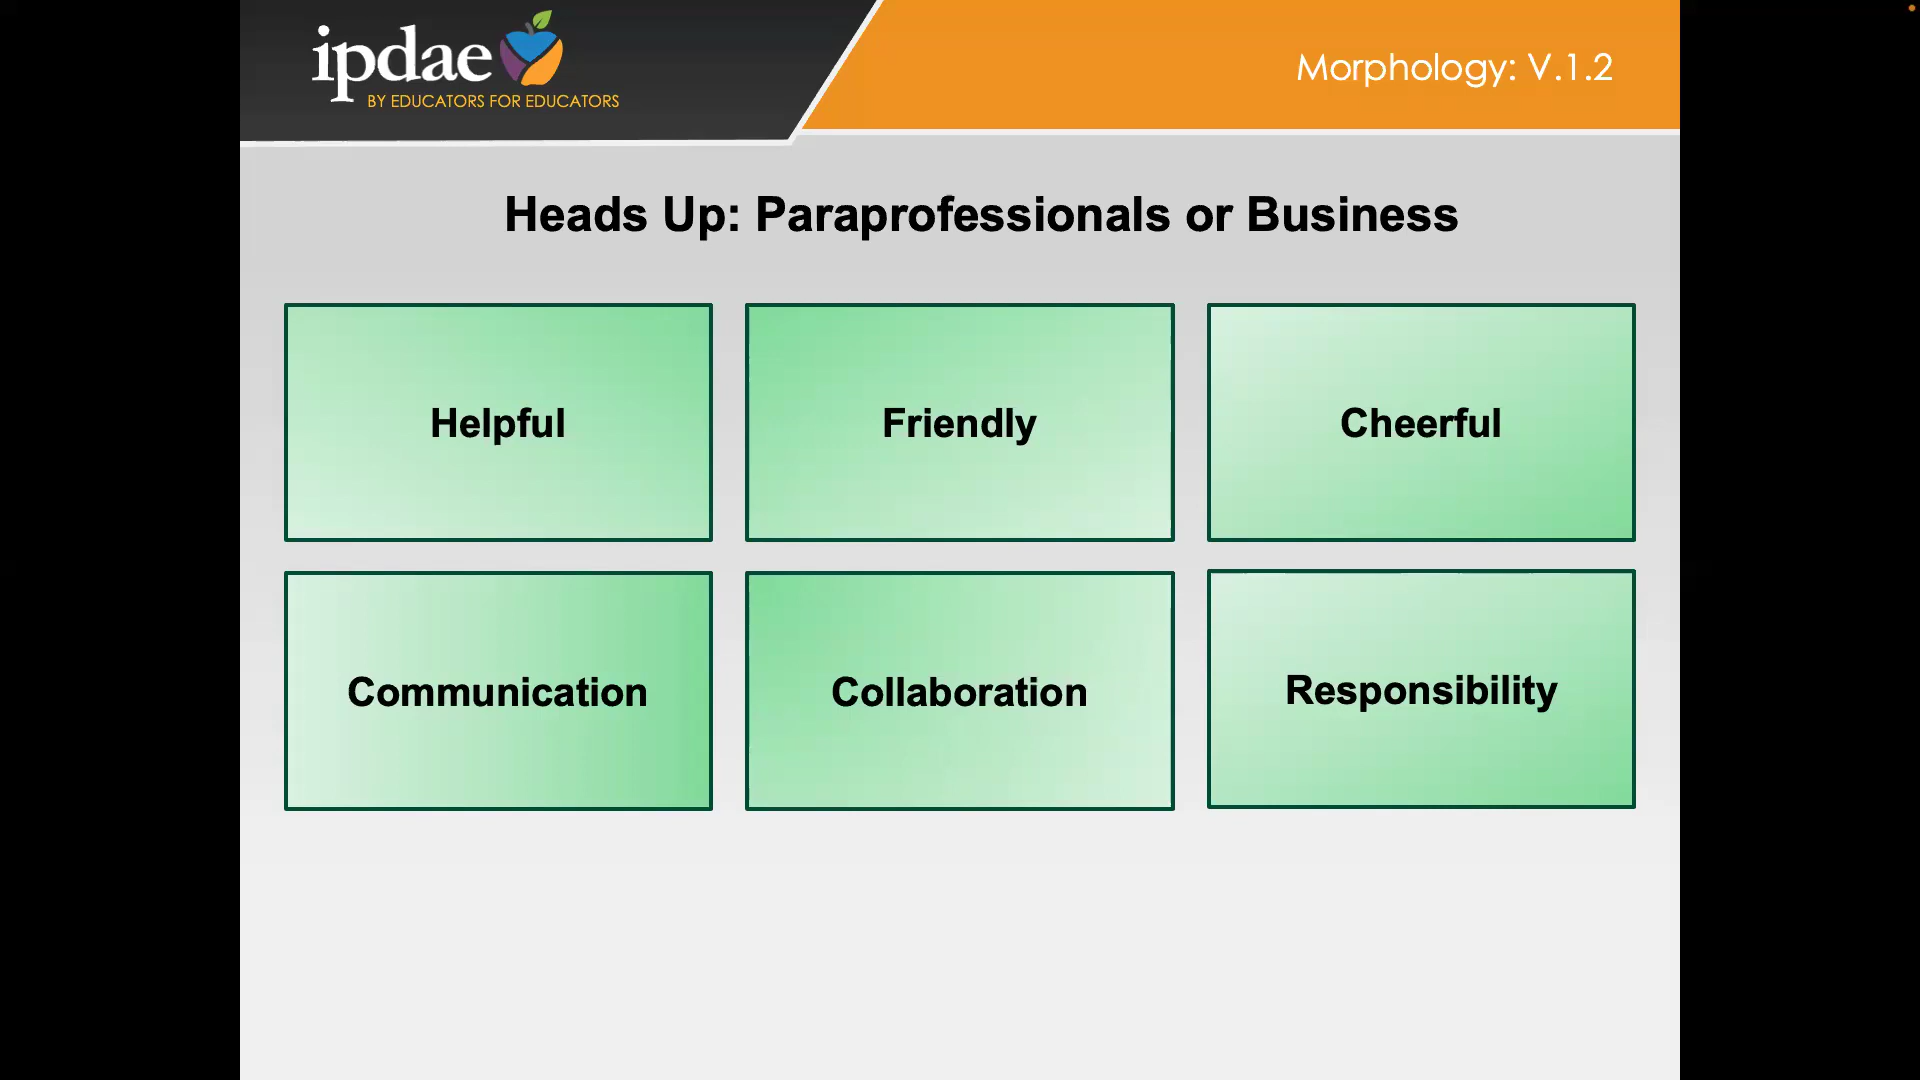 ipdae
BY EDUCATORS FOR EDUCATORS
Morphology: V.1.2
Heads Up: Paraprofessionals or Business
Helpful
Friendly
Cheerful
Communication
Collaboration
Responsibility